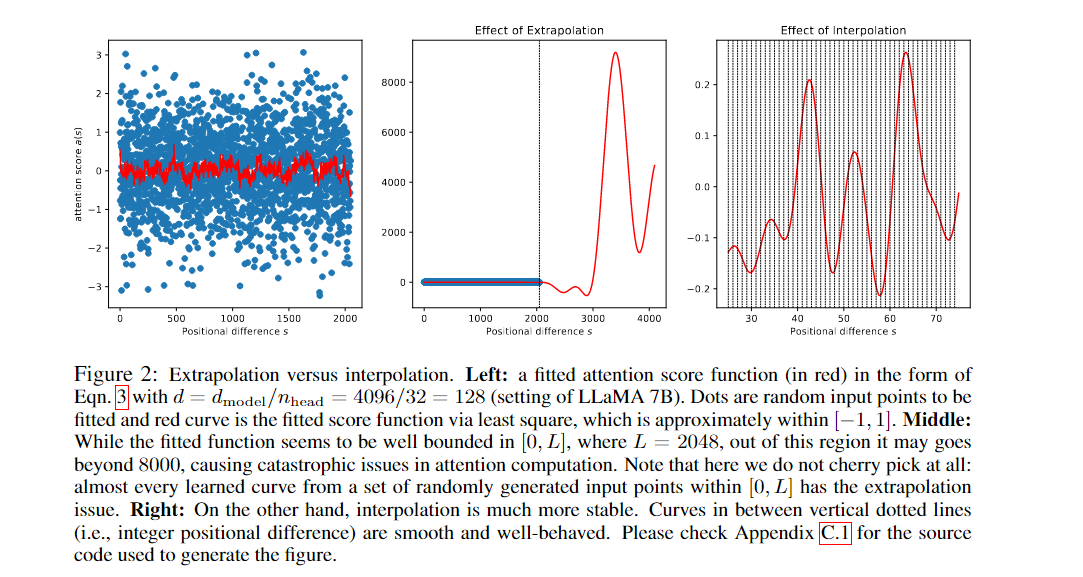 Effect of Extrapolation
Effect of Interpolation
3
2
1
0
−1
−2
−3
attention score a(s)
0
500
1000
1500
2000
Positional difference s
8000
6000
4000
2000
0
0
1000
2000
3000
4000
Positional difference s
0.2
0.1
0.0
−0.1
−0.2
30
40
50
60
70
Positional difference s
Figure 2: Extrapolation versus interpolation. Left: a fitted attention score function (in red) in the form of
Eqn. 3 with d = d_model/n_head = 4096/32 = 128 (setting of LLaMA 7B). Dots are random input points to be
fitted and red curve is the fitted score function via least square, which is approximately within [−1, 1]. Middle:
While the fitted function seems to be well bounded in [0, L], where L = 2048, out of this region it may goes
beyond 8000, causing catastrophic issues in attention computation. Note that here we do not cherry pick at all:
almost every learned curve from a set of randomly generated input points within [0, L] has the extrapolation
issue. Right: On the other hand, interpolation is much more stable. Curves in between vertical dotted lines
(i.e., integer positional difference) are smooth and well-behaved. Please check Appendix C.1 for the source
code used to generate the figure.